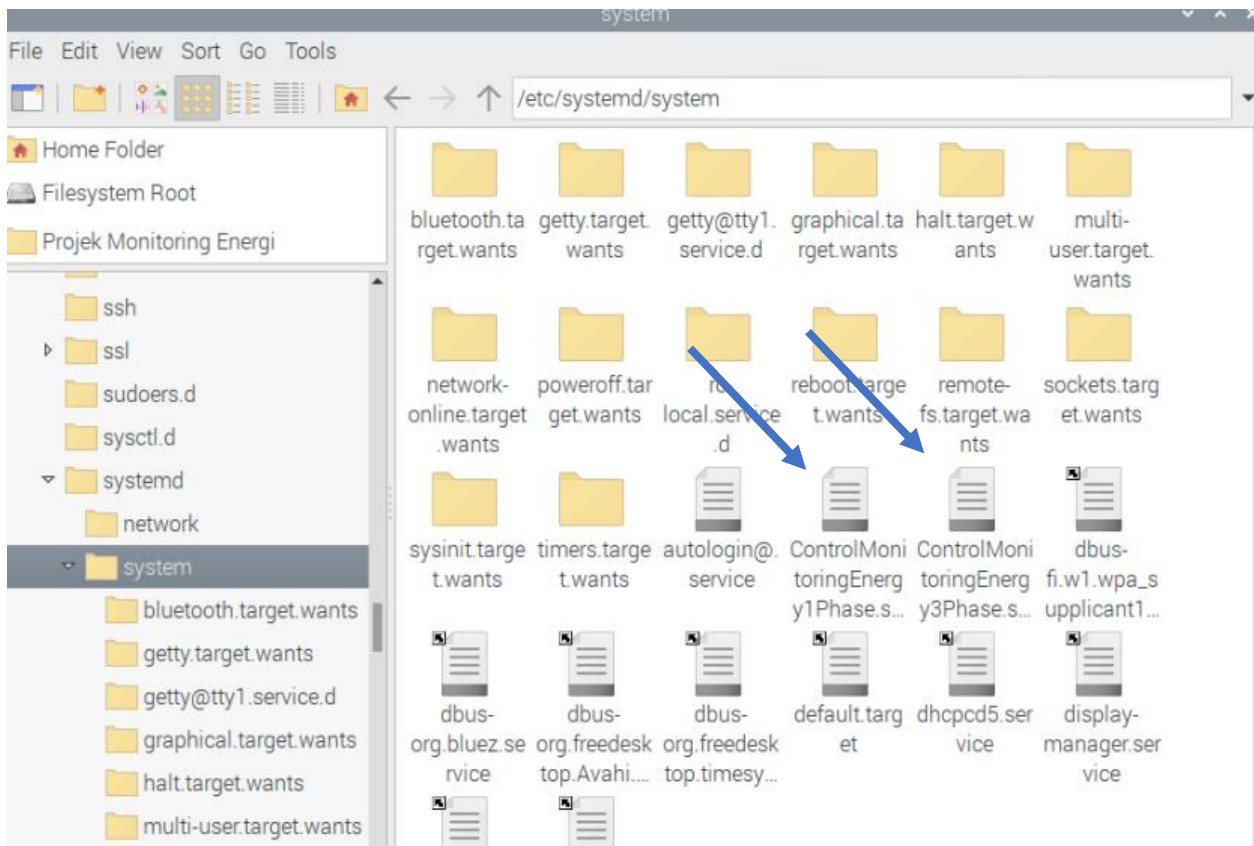 system
File Edit View Sort Go Tools
/etc/systemd/system
Home Folder
Filesystem Root
Projek Monitoring Energi
ssh
ssl
sudoers.d
sysctl.d
systemd
network
system
bluetooth.target.wants
getty.target.wants
getty@tty1.service.d
graphical.target.wants
halt.target.wants
multi-user.target.wants
bluetooth.ta getty.target. getty@tty1. graphical.ta halt.target.w multi-
rget.wants wants service.d rget.wants ants user.target.
wants
network- poweroff.tar reboot.targe remote- sockets.targ
online.target get.wants local.service t.wants fs.target.wa et.wants
.wants .d nts
sysinit.targe timers.targe autologin@. ControlMoni ControlMoni dbus-
t.wants t.wants service toringEnerg toringEnerg fi.w1.wpa_s
y1Phase.s... y3Phase.s... upplicant1...
dbus- dbus- dbus- default.targ dhcpcd5.ser display-
org.bluez.se org.freedesk org.freedesk et vice manager.ser
rvice top.Avahi.... top.timesy... vice